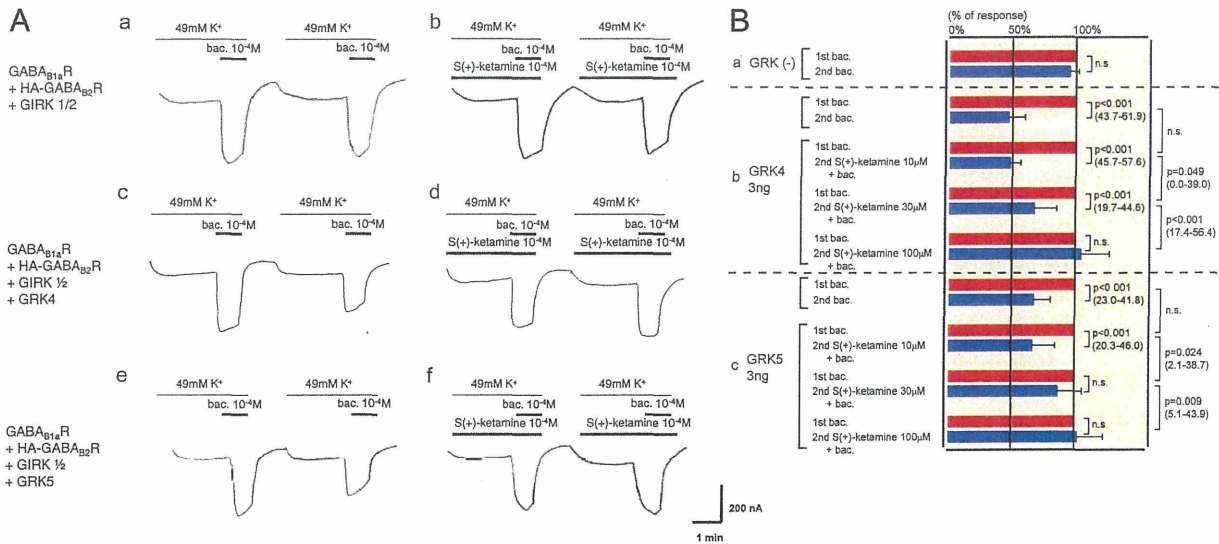 A
a
49mM K+
bac. 10-4M
b
49mM K+
bac. 10-4M
S(+)-ketamine 10-4M S(+)-ketamine 10-4M
GABAB1aR
+ HA-GABAB2R
+ GIRK 1/2
c
49mM K+ 49mM K+
bac. 10-4M bac. 10-4M
d
49mM K+ 49mM K+
bac. 10-4M bac. 10-4M
S(+)-ketamine 10-4M S(+)-ketamine 10-4M
GABAB1aR
+ HA-GABAB2R
+ GIRK ½
+ GRK4
e
49mM K+ 49mM K+
bac. 10-4M bac. 10-4M
f
49mM K+ 49mM K+
bac. 10-4M bac. 10-4M
S(+)-ketamine 10-4M S(+)-ketamine 10-4M
GABAB1aR
+ HA-GABAB2R
+ GIRK ½
+ GRK5
200 nA
1 min
B
(% of response)
0% 50% 100%
a GRK (-)
1st bac.
2nd bac.
n.s.
b GRK4
3ng
1st bac.
2nd bac.
p<0.001
(43.7-61.9)
1st bac.
2nd S(+)-ketamine 10µM
+ bac.
p<0.001
(45.7-57.6)
1st bac.
2nd S(+)-ketamine 30µM
+ bac.
p<0.001
(19.7-44.6)
1st bac.
2nd S(+)-ketamine 100µM
+ bac.
n.s.
n.s.
p=0.049
(0.0-39.0)
p<0.001
(17.4-56.4)
c GRK5
3ng
1st bac.
2nd bac.
p<0.001
(23.0-41.8)
1st bac.
2nd S(+)-ketamine 10µM
+ bac.
p<0.001
(20.3-46.0)
1st bac.
2nd S(+)-ketamine 30µM
+ bac.
n.s.
1st bac.
2nd S(+)-ketamine 100µM
+ bac.
n.s.
n.s.
p=0.024
(2.1-38.7)
p=0.009
(5.1-43.9)